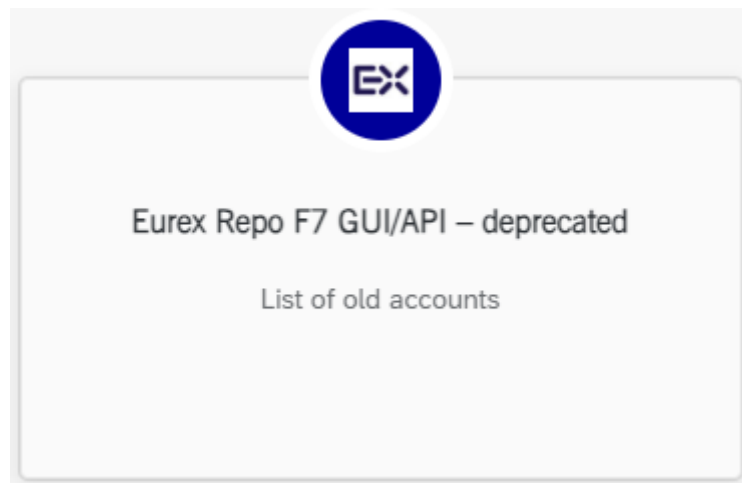 EX
Eurex Repo F7 GUI/API – deprecated
List of old accounts